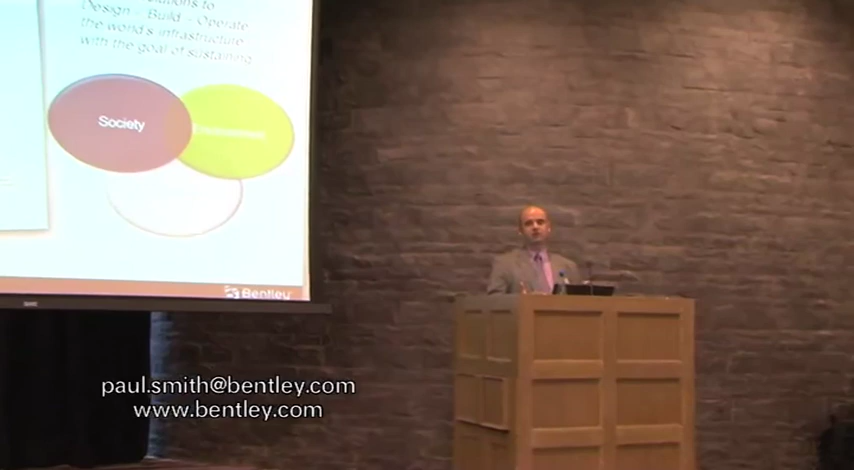 Design - Build - Operate
the world's infrastructure
with the goal of sustaining
Society
Bentley
paul.smith@bentley.com
www.bentley.com